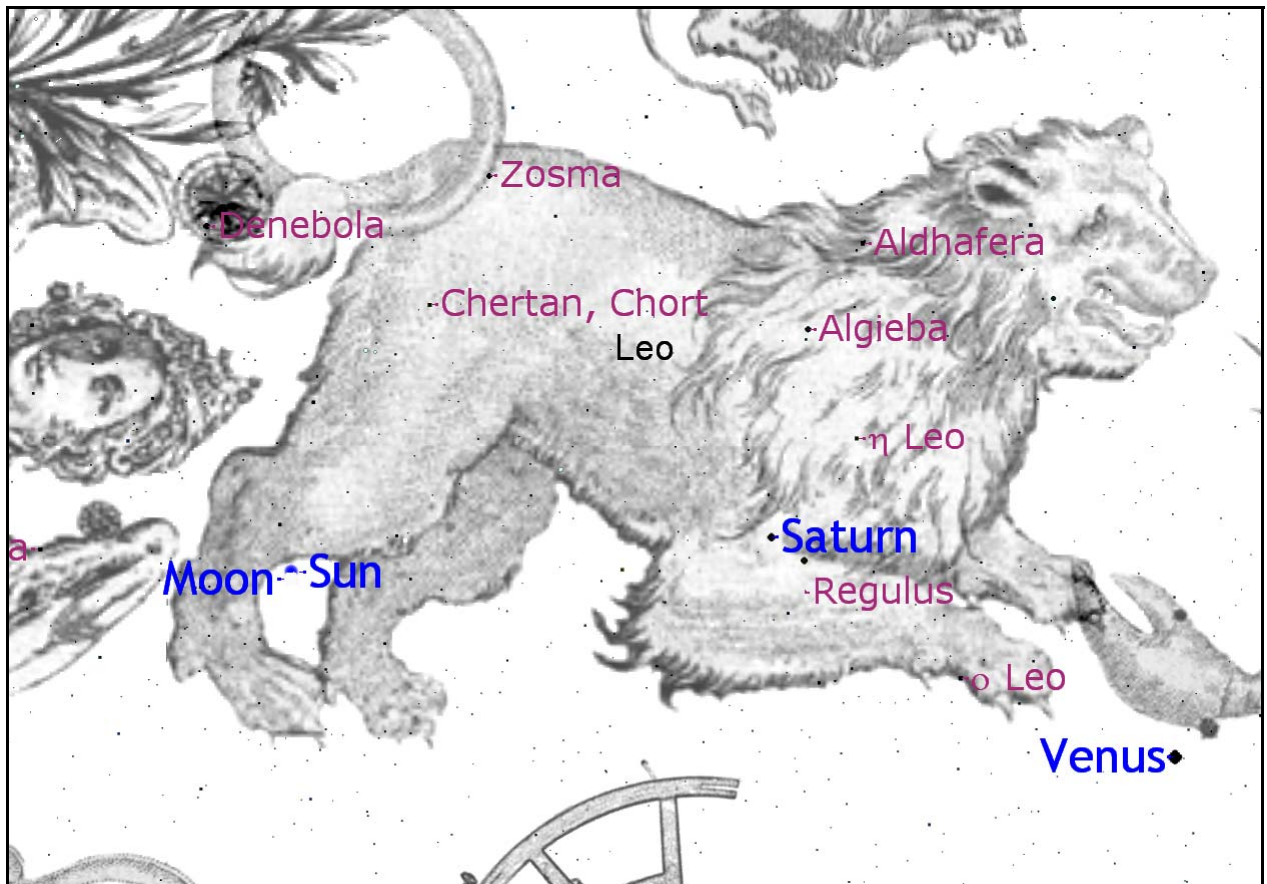 Zosma
Denebola
Aldhafera
Chertan, Chort
Algieba
Leo
η Leo
Saturn
a
Moon
Sun
Regulus
ο Leo
Venus